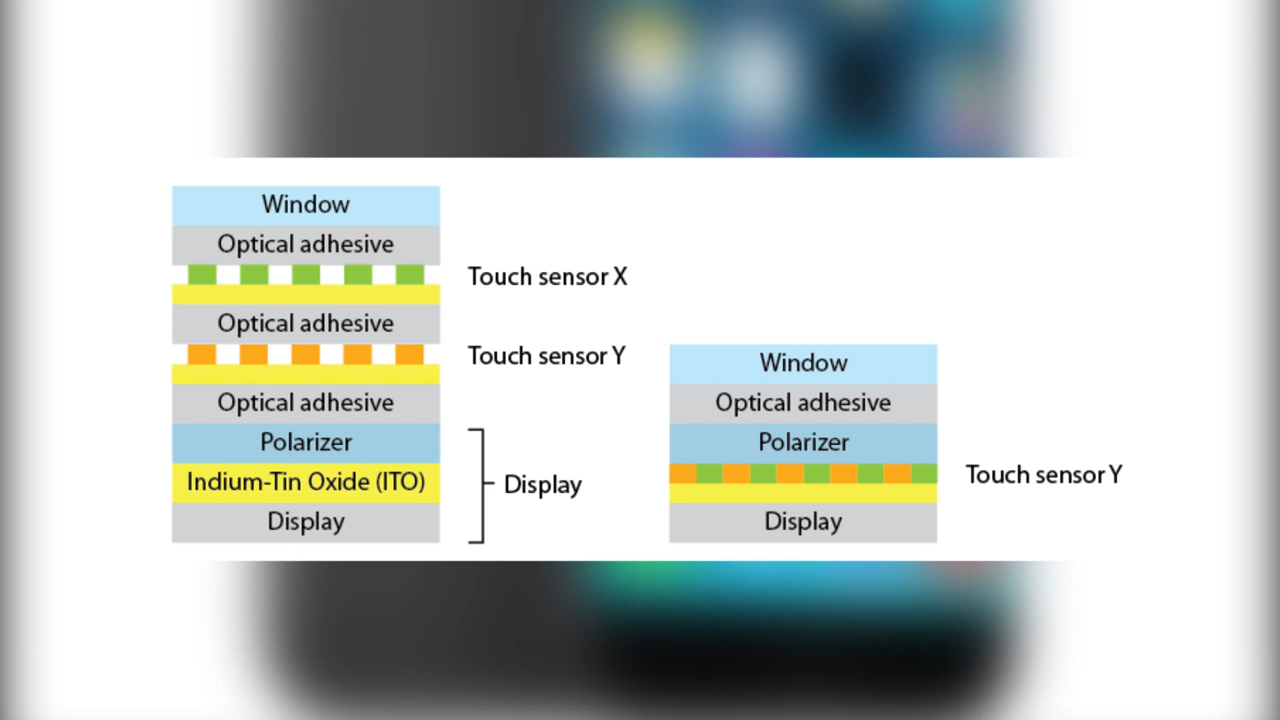 Window
Optical adhesive
Touch sensor X
Optical adhesive
Touch sensor Y
Optical adhesive
Polarizer
Indium-Tin Oxide (ITO)
Display
Display
Window
Optical adhesive
Polarizer
Touch sensor Y
Display